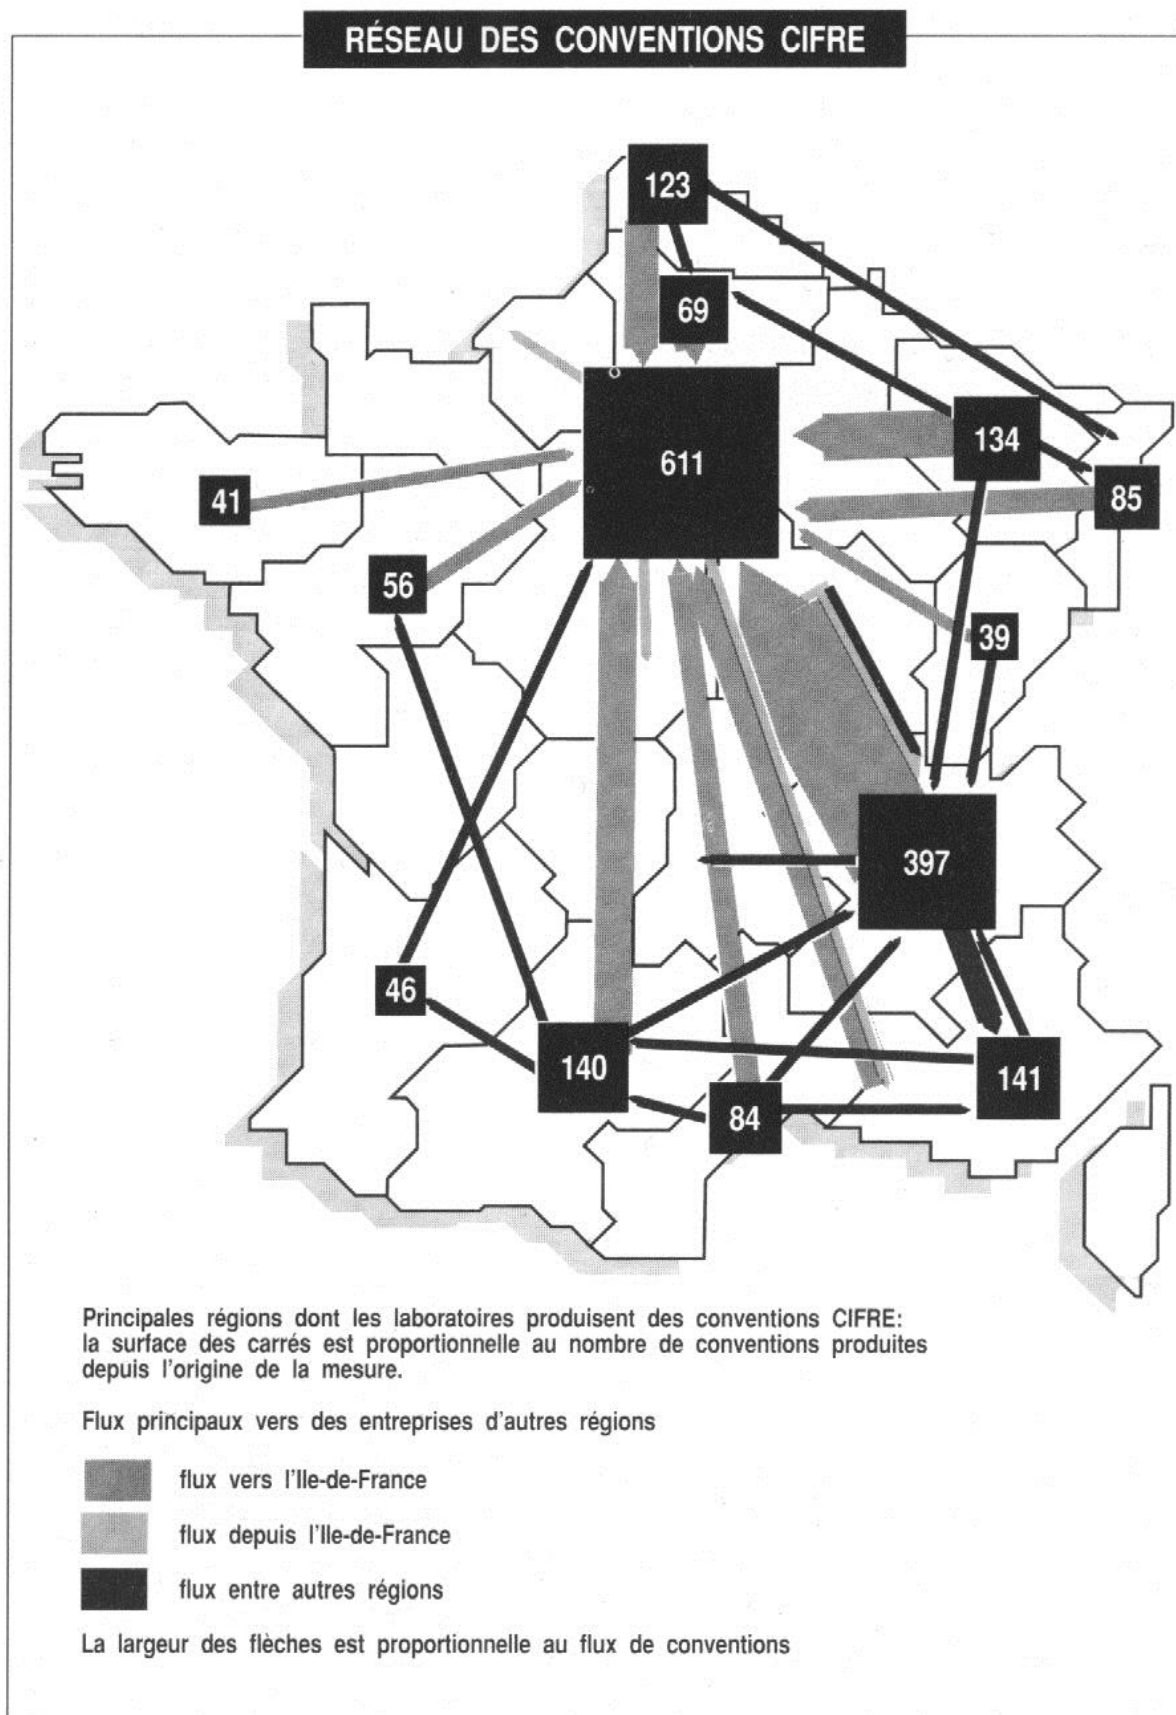 RÉSEAU DES CONVENTIONS CIFRE
123
69
611
134
85
41
56
39
397
46
140
141
84
Principales régions dont les laboratoires produisent des conventions CIFRE:
la surface des carrés est proportionnelle au nombre de conventions produites
depuis l'origine de la mesure.
Flux principaux vers des entreprises d'autres régions
flux vers l'Ile-de-France
flux depuis l'Ile-de-France
flux entre autres régions
La largeur des flèches est proportionnelle au flux de conventions